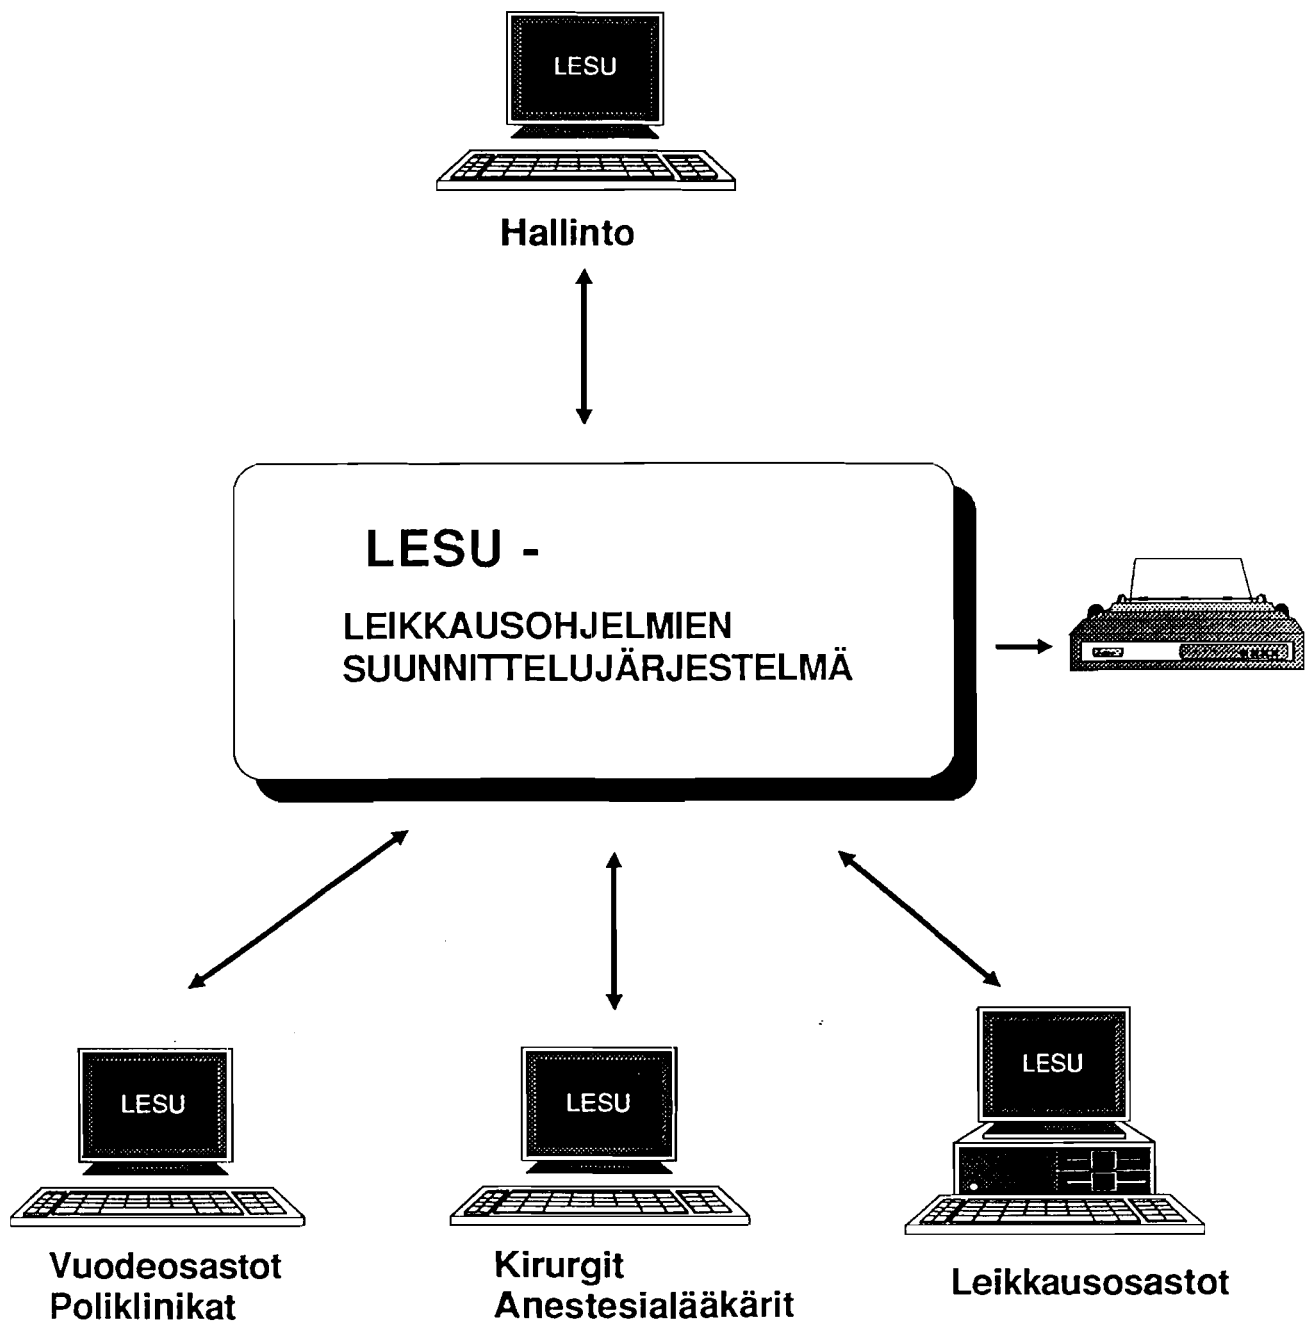 LESU
Hallinto
LESU -
LEIKKAUSOHJELMIEN
SUUNNITTELUJÄRJESTELMÄ
LESU
Vuodeosastot
Poliklinikat
LESU
Kirurgit
Anestesialääkärit
LESU
Leikkausosastot